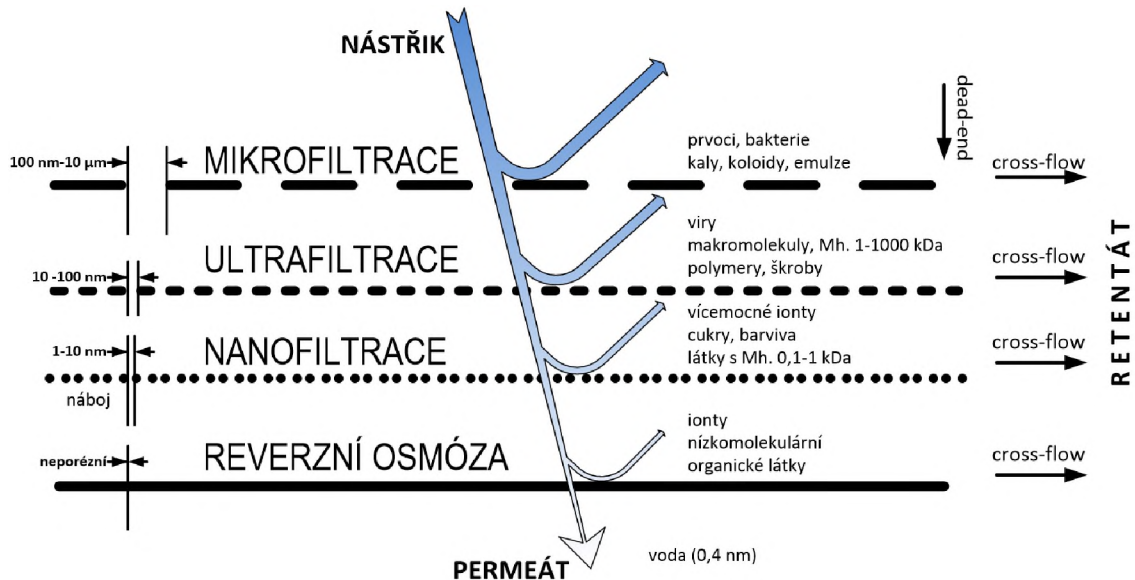 NÁSTŘIK
dead-end
100 nm-10 µm
MIKROFILTRACE
prvoci, bakterie
kaly, koloidy, emulze
cross-flow
10 -100 nm
ULTRAFILTRACE
viry
makromolekuly, Mh. 1-1000 kDa
polymery, škroby
cross-flow
1-10 nm
NANOFILTRACE
vícemocné ionty
cukry, barviva
látky s Mh. 0,1-1 kDa
cross-flow
náboj
neporézní
REVERZNÍ OSMÓZA
ionty
nízkomolekulární
organické látky
cross-flow
RETENTÁT
PERMEÁT
voda (0,4 nm)